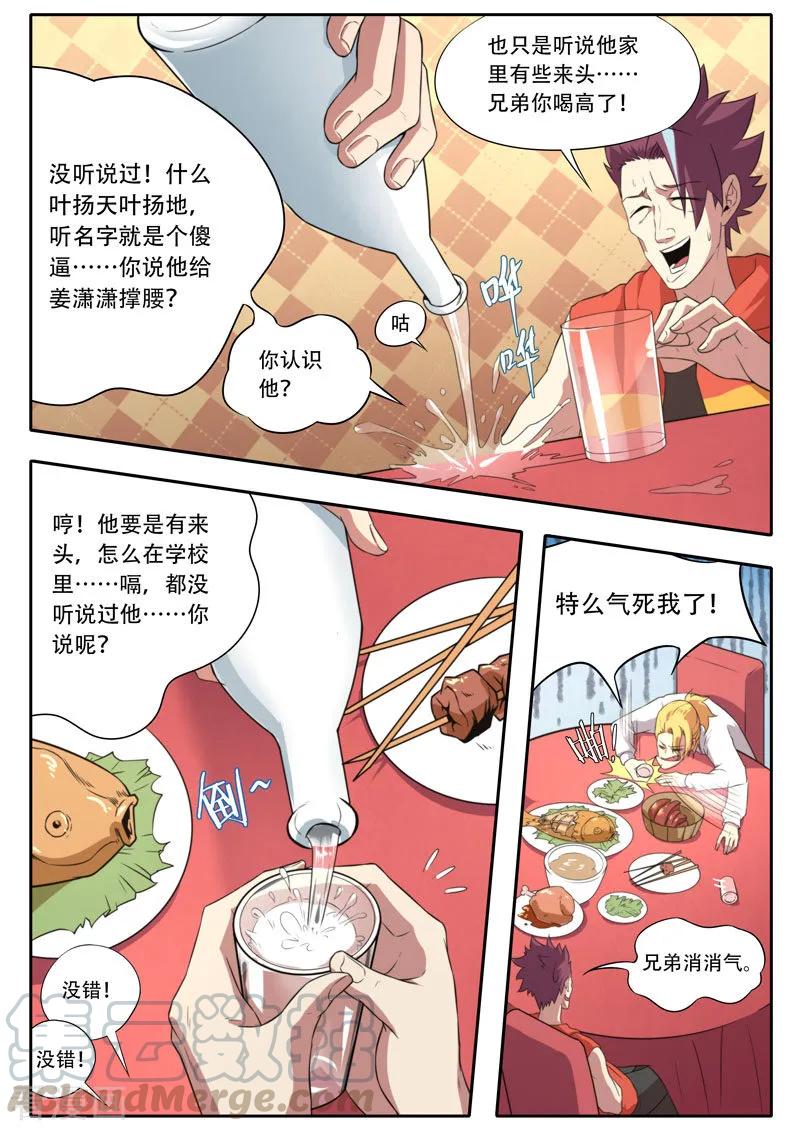 也只是听说他家
里有些来头……
兄弟你喝高了！
没听说过！什么
叶扬天叶扬地，
听名字就是个傻
逼……你说他给
姜潇潇撑腰？
咕
你认识
他？
哗
哗
哼！他要是有来
头，怎么在学校
里……嗝，都没
听说过他……你
说呢？
倒~
没错！
没错！
特么气死我了！
兄弟消消气。
集云数据
ACloudMerge.com